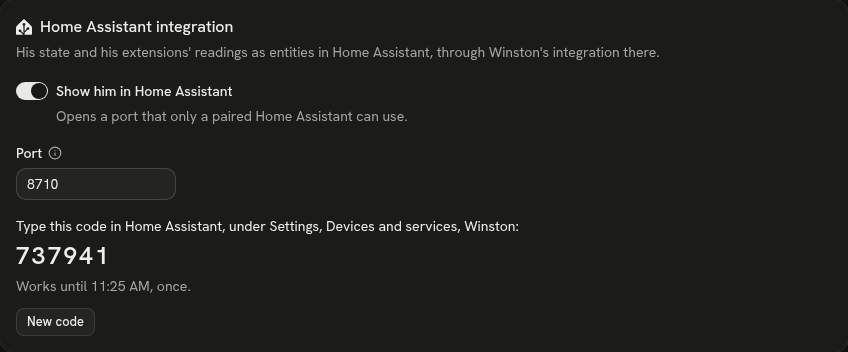 Home Assistant integration
His state and his extensions' readings as entities in Home Assistant, through Winston's integration there.
Show him in Home Assistant
Opens a port that only a paired Home Assistant can use.
Port
8710
Type this code in Home Assistant, under Settings, Devices and services, Winston:
737941
Works until 11:25 AM, once.
New code